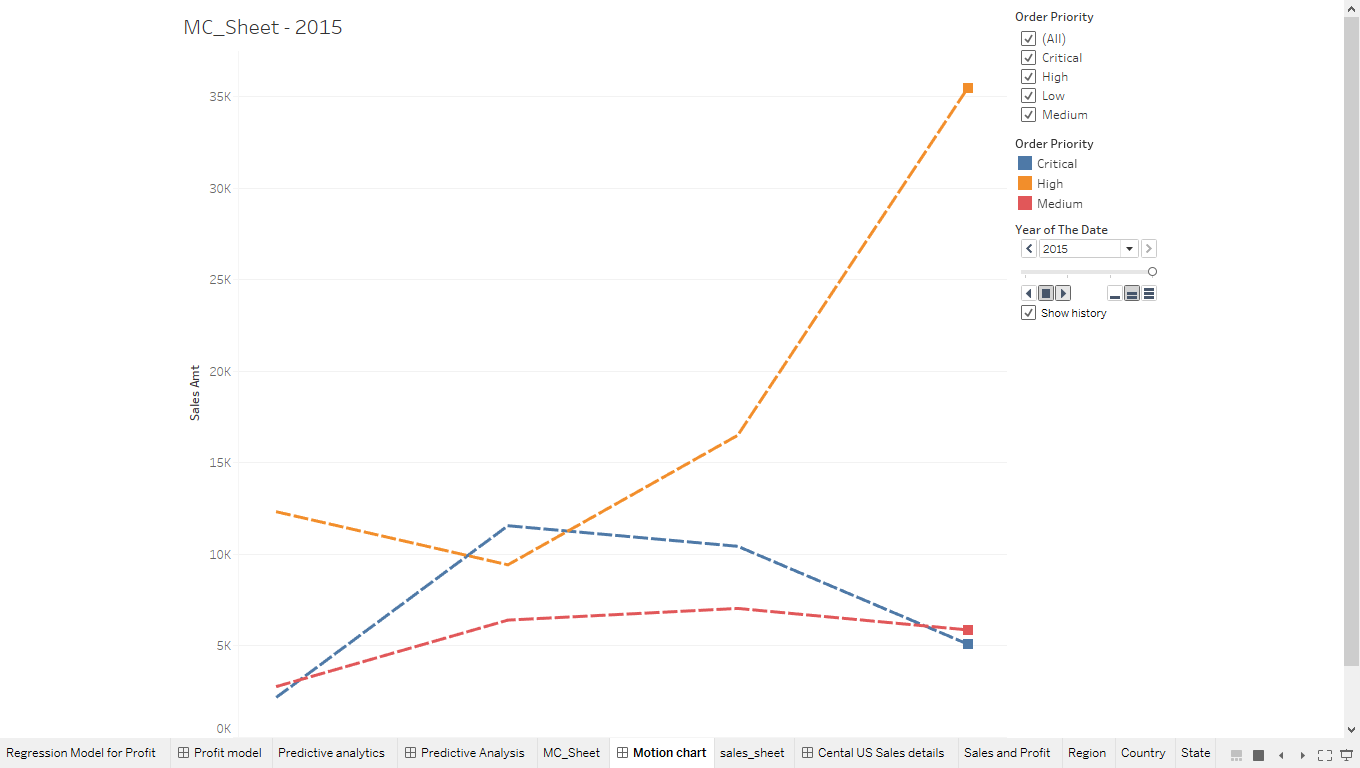 MC_Sheet - 2015
35K
30K
25K
20K
15K
10K
5K
0K
Sales Amt
Order Priority
(All)
Critical
High
Low
Medium
Order Priority
Critical
High
Medium
Year of The Date
2015
Show history
Regression Model for Profit Profit model Predictive analytics Predictive Analysis MC_Sheet Motion chart sales_sheet Cental US Sales details Sales and Profit Region Country State